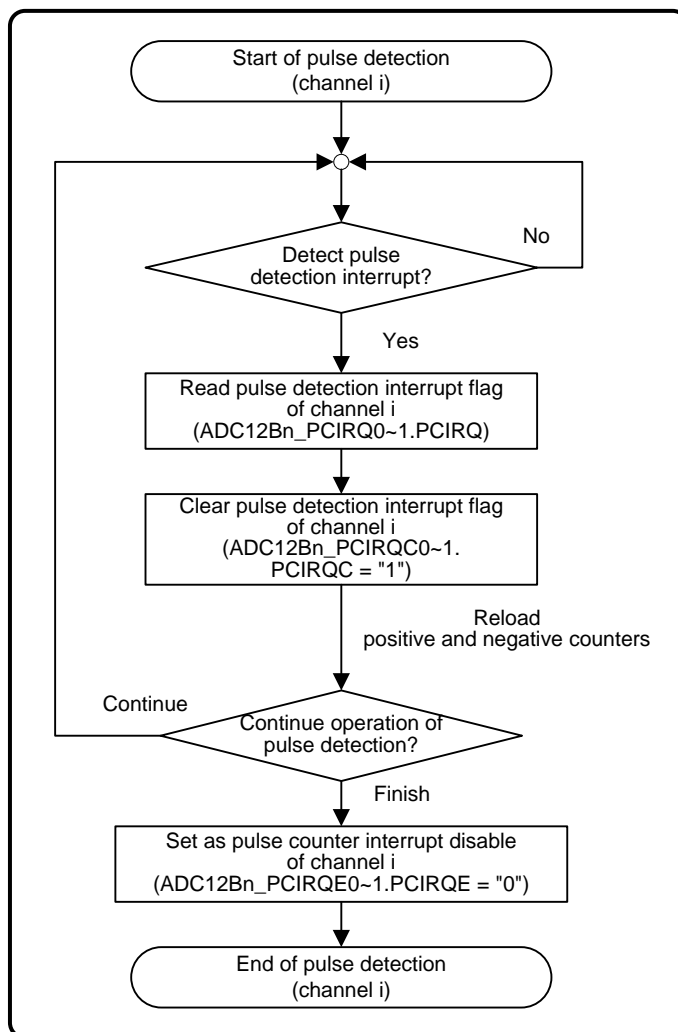 Start of pulse detection
(channel i)
Detect pulse
detection interrupt?
No
Yes
Read pulse detection interrupt flag
of channel i
(ADC12Bn_PCIRQ0~1.PCIRQ)
Clear pulse detection interrupt flag
of channel i
(ADC12Bn_PCIRQC0~1.
PCIRQC = "1")
Reload
positive and negative counters
Continue
Continue operation of
pulse detection?
Finish
Set as pulse counter interrupt disable
of channel i
(ADC12Bn_PCIRQE0~1.PCIRQE = "0")
End of pulse detection
(channel i)